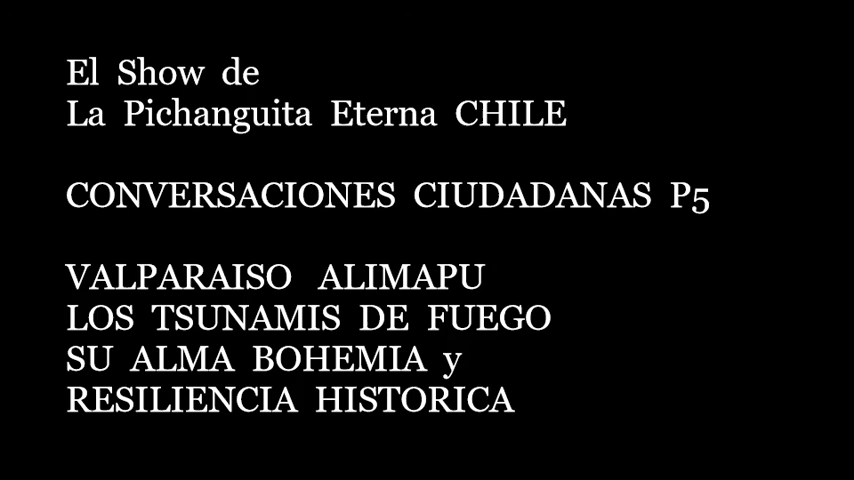 El Show de
La Pichanguita Eterna CHILE
CONVERSACIONES CIUDADANAS P5
VALPARAISO ALIMAPU
LOS TSUNAMIS DE FUEGO
SU ALMA BOHEMIA y
RESILIENCIA HISTORICA